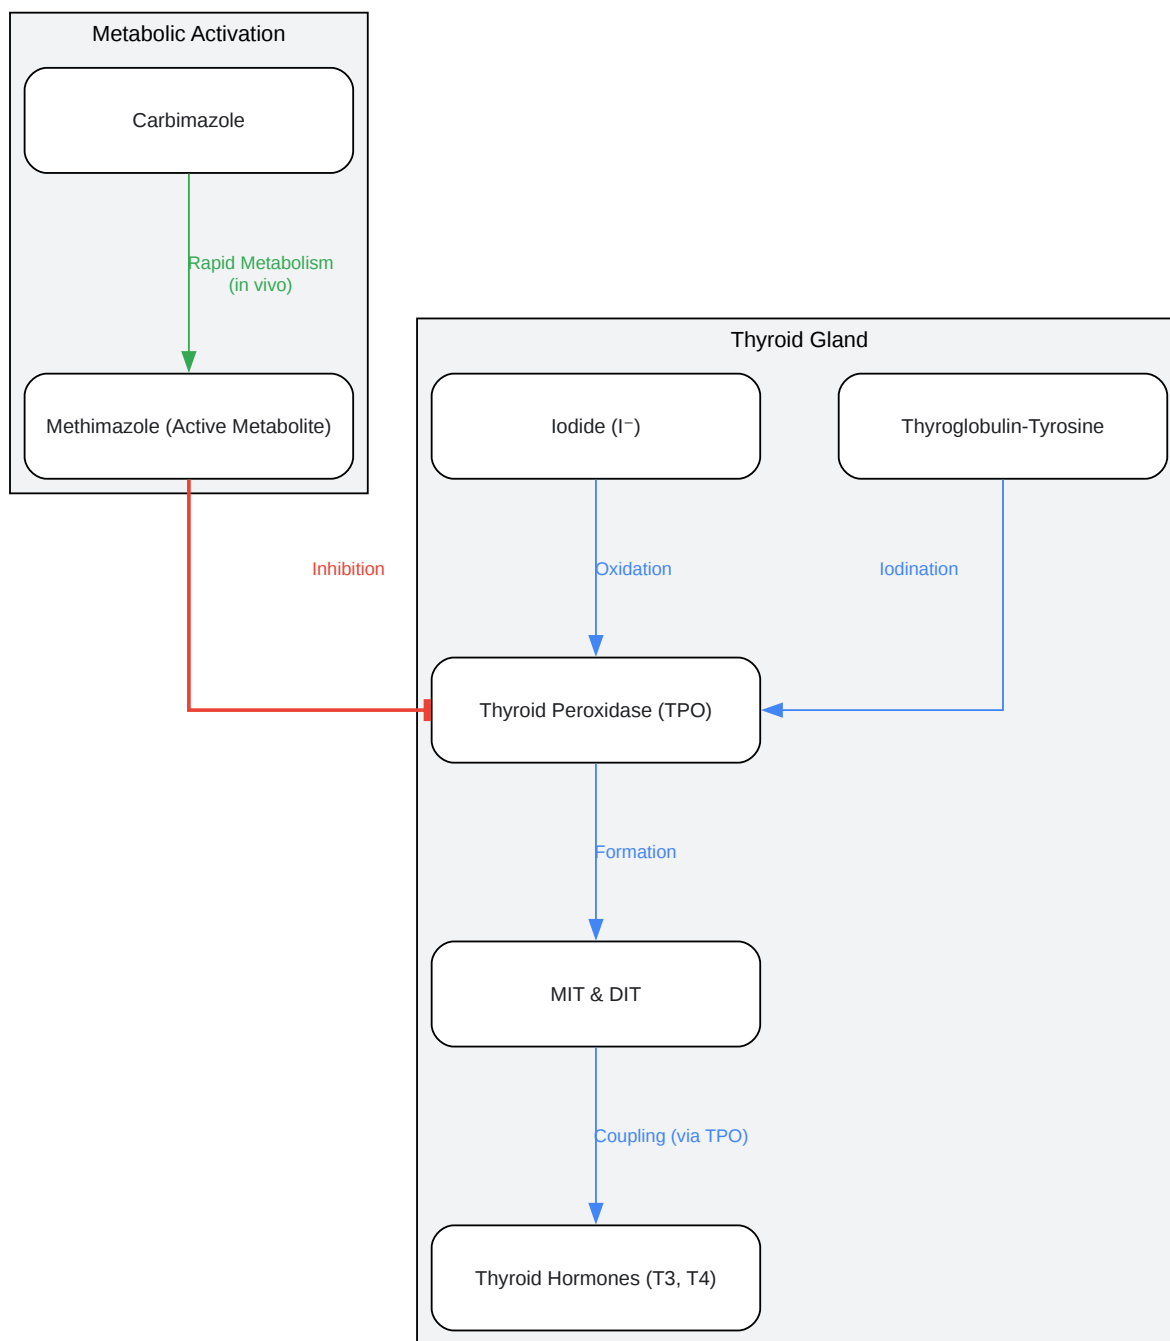 Metabolic Activation
Carbimazole
Rapid Metabolism
(in vivo)
Methimazole (Active Metabolite)
Inhibition
Thyroid Gland
Iodide (I⁻)
Thyroglobulin-Tyrosine
Oxidation
Iodination
Thyroid Peroxidase (TPO)
Formation
MIT & DIT
Coupling (via TPO)
Thyroid Hormones (T3, T4)